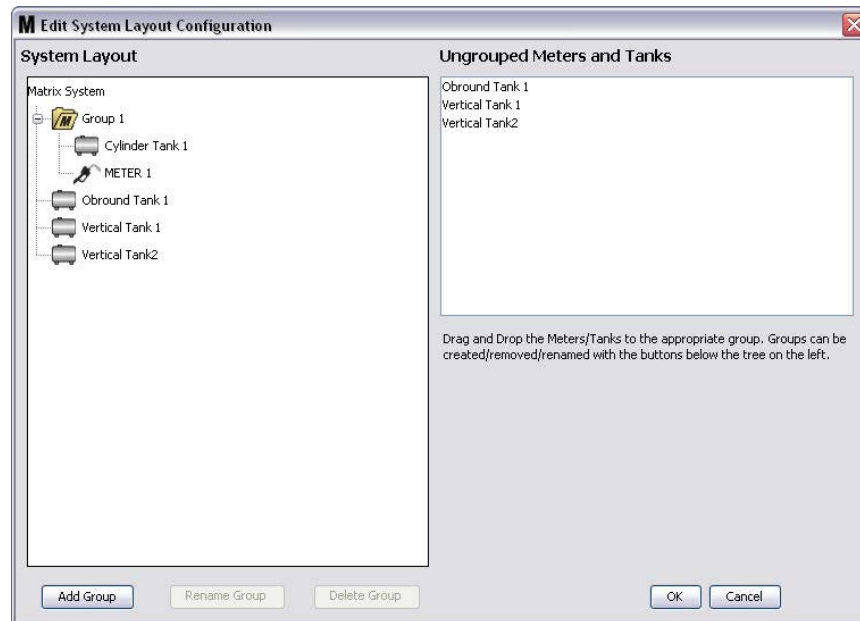 M Edit System Layout Configuration
System Layout
Matrix System
M Group 1
Cylinder Tank 1
METER 1
Obround Tank 1
Vertical Tank 1
Vertical Tank2
Ungrouped Meters and Tanks
Obround Tank 1
Vertical Tank 1
Vertical Tank2
Drag and Drop the Meters/Tanks to the appropriate group. Groups can be
created/removed/renamed with the buttons below the tree on the left.
Add Group
Rename Group
Delete Group
OK
Cancel